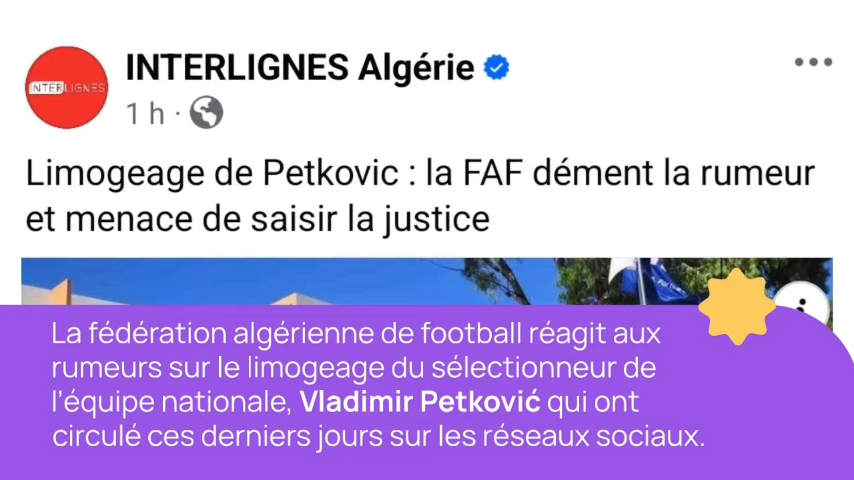 INTERLIGNES
INTERLIGNES Algérie
1 h ·
Limogeage de Petkovic : la FAF dément la rumeur
et menace de saisir la justice
La fédération algérienne de football réagit aux
rumeurs sur le limogeage du sélectionneur de
l'équipe nationale, Vladimir Petković qui ont
circulé ces derniers jours sur les réseaux sociaux.